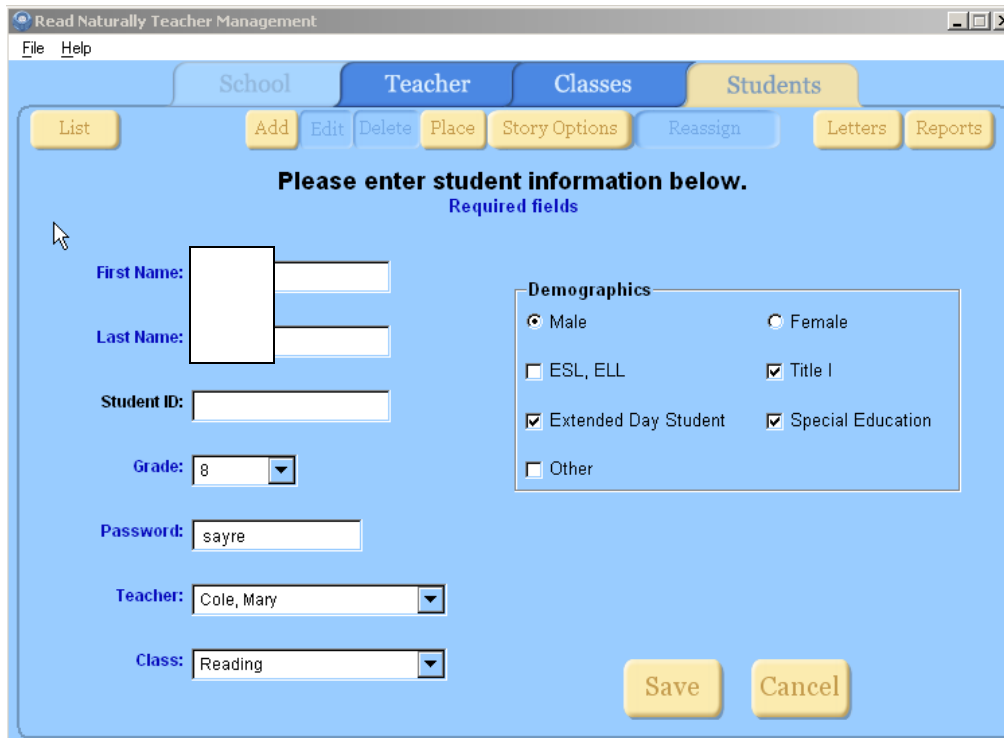 Read Naturally Teacher Management
File Help
School Teacher Classes Students
List Add Edit Delete Place Story Options Reassign Letters Reports
Please enter student information below.
Required fields
First Name:
Demographics
Male Female
Last Name:
ESL, ELL Title I
Student ID:
Extended Day Student Special Education
Grade: 8
Other
Password: sayre
Teacher: Cole, Mary
Class: Reading
Save Cancel